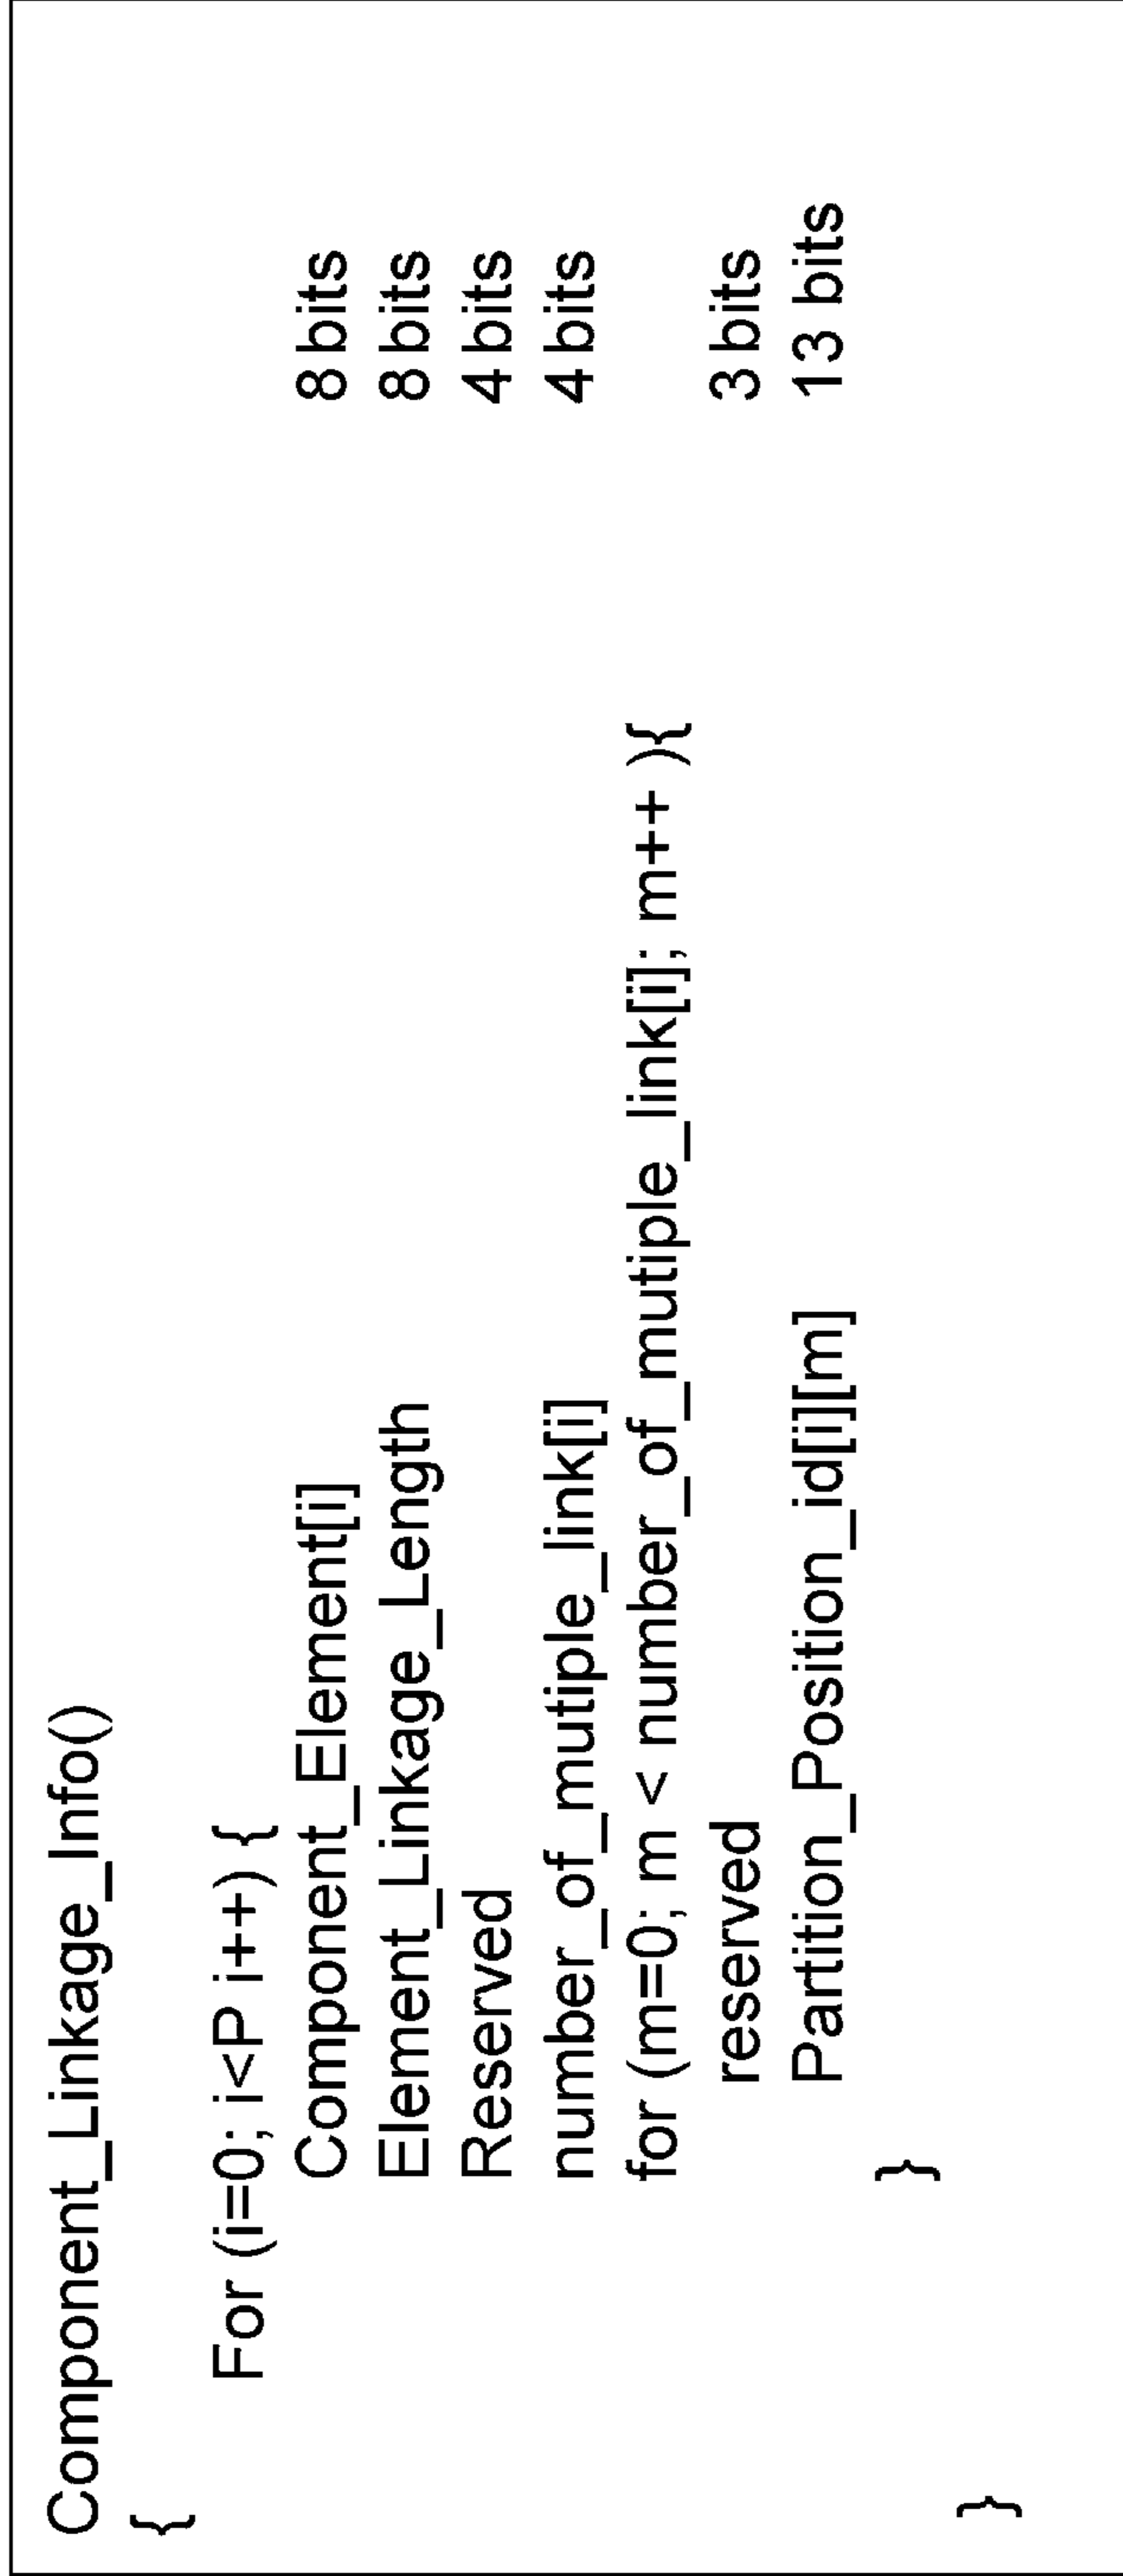 Component_Linkage_Info()
{
For (i=0; i<P i++) {
Component_Element[i] 8 bits
Element_Linkage_Length 8 bits
Reserved 4 bits
number_of_mutiple_link[i] 4 bits
for (m=0; m < number_of_mutiple_link[i]; m++ ){
reserved 3 bits
Partition_Position_id[i][m] 13 bits
}
}